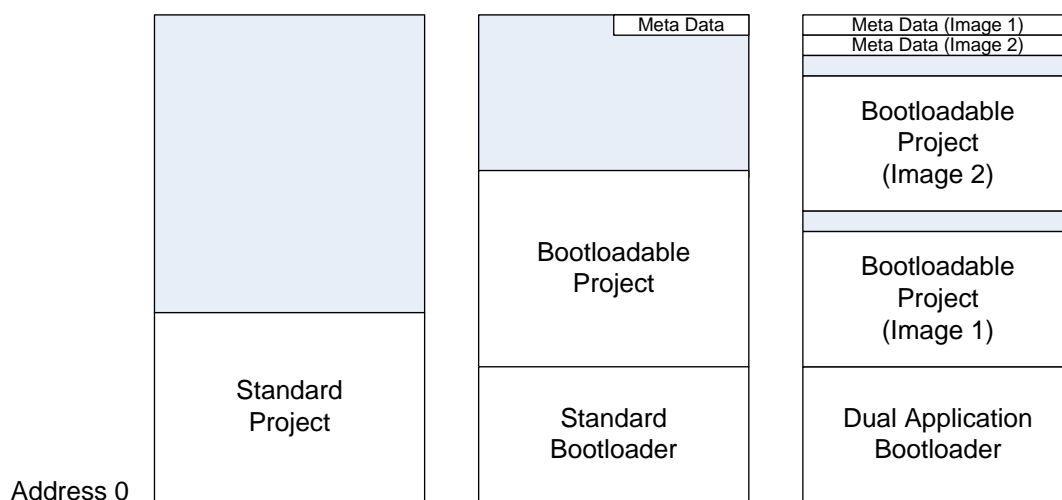 Meta Data
Meta Data (Image 1)
Meta Data (Image 2)
Bootloadable
Project
(Image 2)
Bootloadable
Project
Bootloadable
Project
(Image 1)
Standard
Project
Standard
Bootloader
Dual Application
Bootloader
Address 0